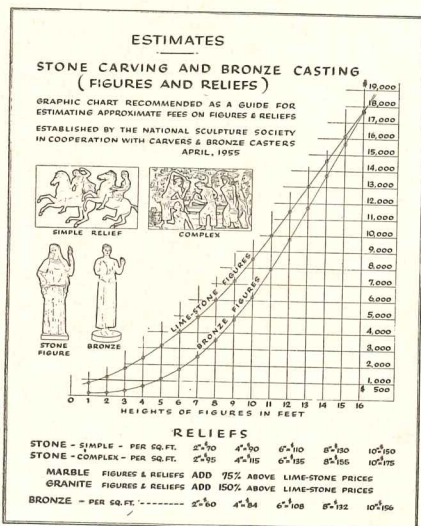 ESTIMATES
STONE CARVING AND BRONZE CASTING
(FIGURES AND RELIEFS)
GRAPHIC CHART RECOMMENDED AS A GUIDE FOR
ESTIMATING APPROXIMATE FEES ON FIGURES & RELIEFS
ESTABLISHED BY THE NATIONAL SCULPTURE SOCIETY
IN COOPERATION WITH CARVERS & BRONZE CASTERS
APRIL, 1955
$19,000
18,000
17,000
16,000
15,000
14,000
13,000
12,000
11,000
10,000
9,000
8,000
7,000
6,000
5,000
4,000
3,000
2,000
1,000
$500
SIMPLE RELIEF
COMPLEX
LIME-STONE FIGURES
BRONZE FIGURES
STONE FIGURE
BRONZE
0 1 2 3 4 5 6 7 8 9 10 11 12 13 14 15 16
HEIGHTS OF FIGURES IN FEET
RELIEFS
STONE - SIMPLE - PER SQ. FT. 2"=$70 4"=$90 6"=$110 8"=$130 10"=$150
STONE - COMPLEX - PER SQ. FT. 2"=$95 4"=$115 6"=$135 8"=$155 10"=$175
MARBLE FIGURES & RELIEFS ADD 75% ABOVE LIME-STONE PRICES
GRANITE FIGURES & RELIEFS ADD 150% ABOVE LIME-STONE PRICES
BRONZE - PER SQ. FT. --------- 2"=$60 4"=$84 6"=$108 8"=$132 10"=$156